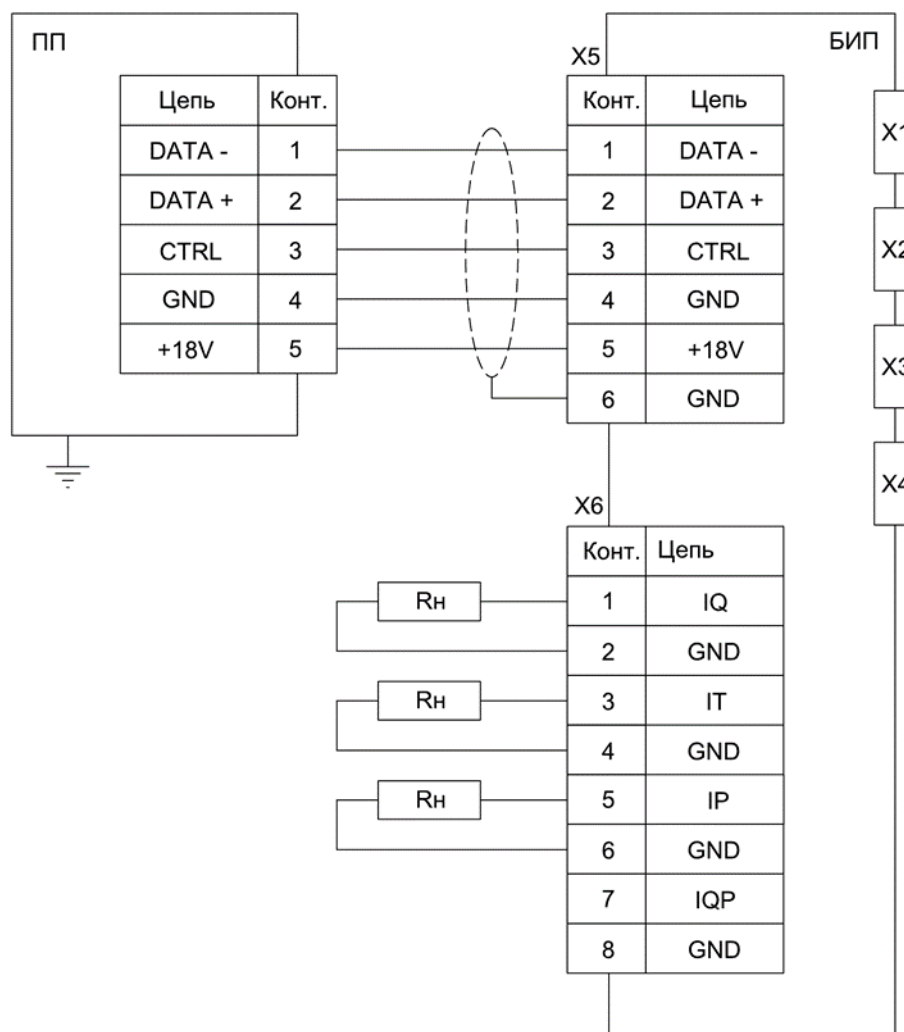 ПП
БИП
X5
Цепь Конт.
DATA - 1
DATA + 2
CTRL 3
GND 4
+18V 5
Конт. Цепь
1 DATA -
2 DATA +
3 CTRL
4 GND
5 +18V
6 GND
X1
X2
X3
X4
X6
Конт. Цепь
1 IQ
2 GND
3 IT
4 GND
5 IP
6 GND
7 IQP
8 GND
Rн
Rн
Rн